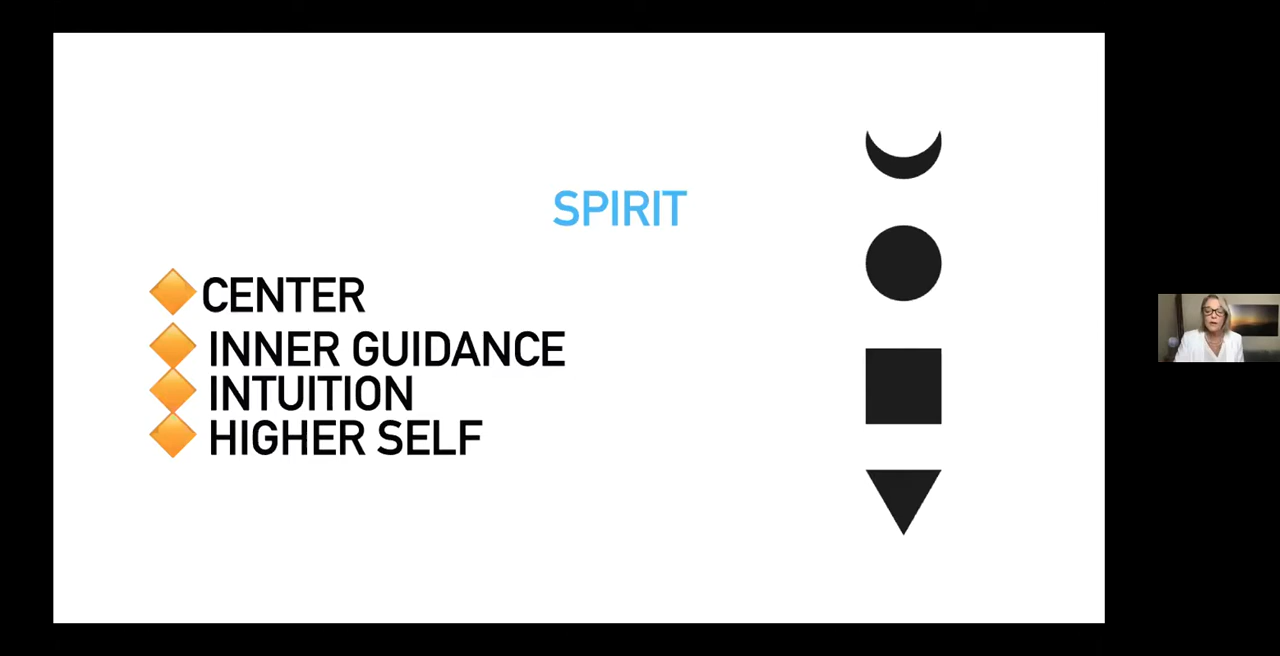 SPIRIT
CENTER
INNER GUIDANCE
INTUITION
HIGHER SELF